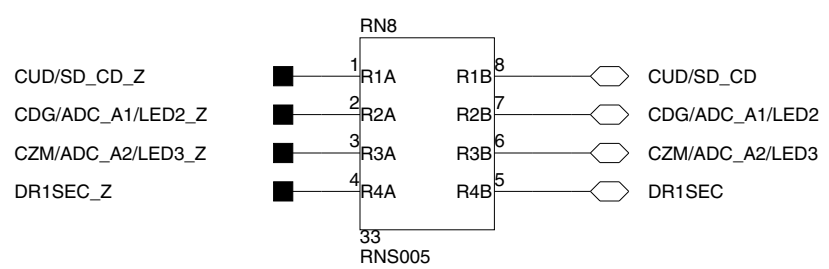 RN8
CUD/SD_CD_Z 1 R1A R1B 8 CUD/SD_CD
CDG/ADC_A1/LED2_Z 2 R2A R2B 7 CDG/ADC_A1/LED2
CZM/ADC_A2/LED3_Z 3 R3A R3B 6 CZM/ADC_A2/LED3
DR1SEC_Z 4 R4A R4B 5 DR1SEC
33
RNS005